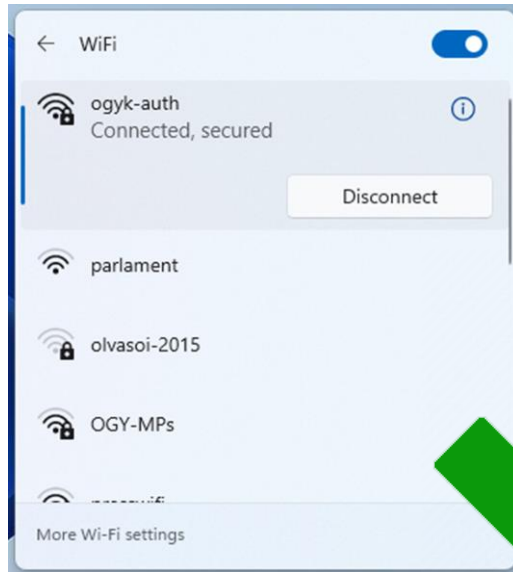 WiFi
ogyk-auth
Connected, secured
Disconnect
parlament
olvasoi-2015
OGY-MPs
More Wi-Fi settings